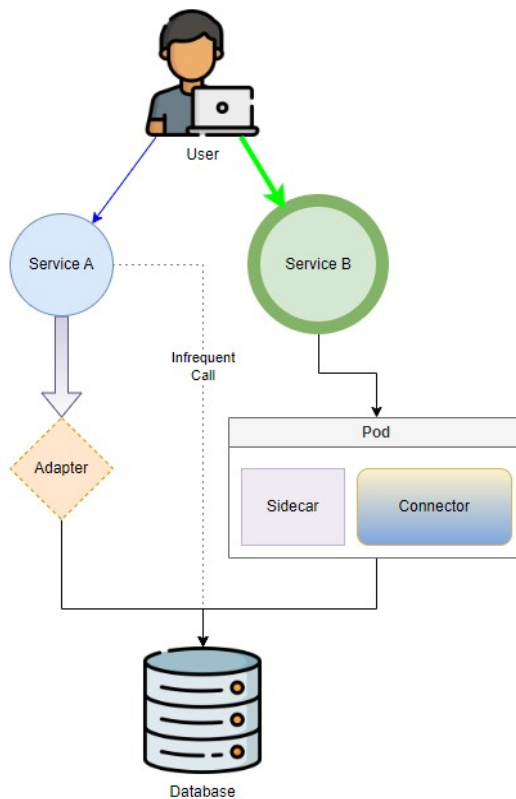 User
Service A
Service B
Infrequent
Call
Pod
Adapter
Sidecar
Connector
Database